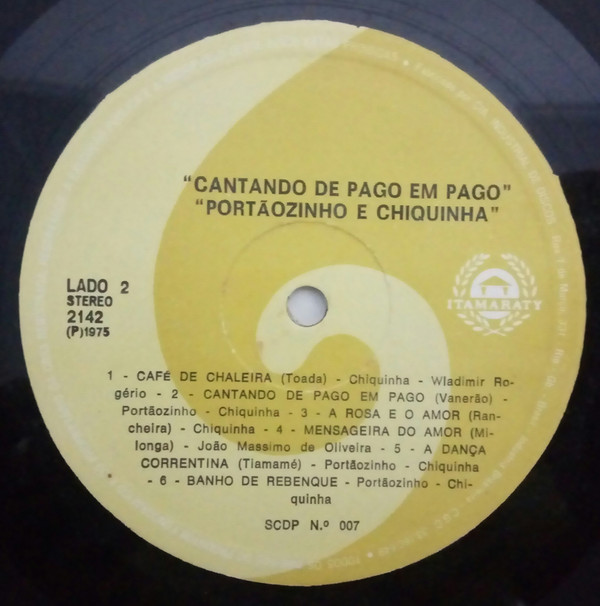 "CANTANDO DE PAGO EM PAGO"
"PORTÃOZINHO E CHIQUINHA"
LADO 2
STEREO
2142
(P)1975
ITAMARATY
1 - CAFÉ DE CHALEIRA (Toada) - Chiquinha - Wladimir Ro-
gério - 2 - CANTANDO DE PAGO EM PAGO (Vanerão) -
Portãozinho - Chiquinha - 3 - A ROSA E O AMOR (Ran-
cheira) - Chiquinha - 4 - MENSAGEIRA DO AMOR (Mi-
longa) - João Massimo de Oliveira - 5 - A DANÇA
CORRENTINA (Tiamamé) - Portãozinho - Chiquinha
- 6 - BANHO DE REBENQUE - Portãozinho - Chi-
quinha
SCDP N.º 007